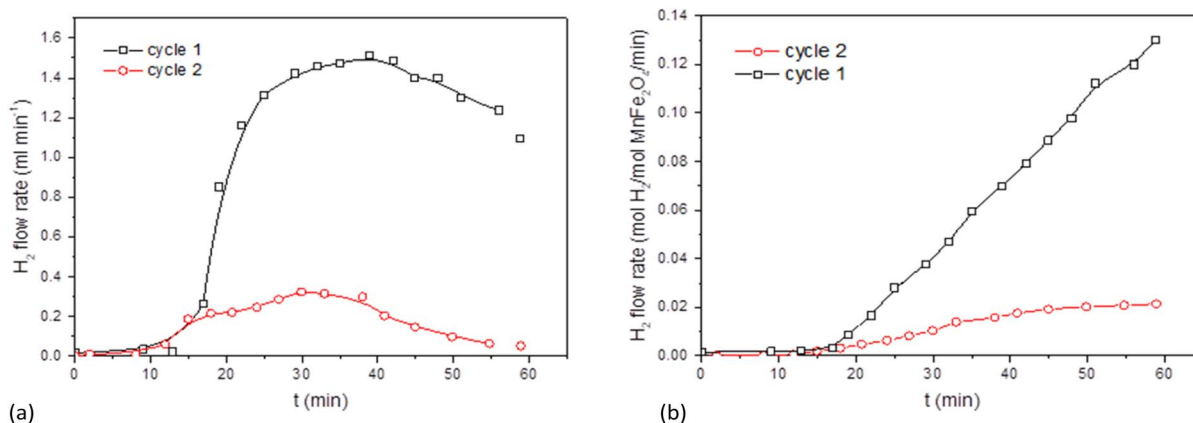 1.6
1.4
1.2
1.0
0.8
0.6
0.4
0.2
0.0
H₂ flow rate (ml min⁻¹)
cycle 1
cycle 2
0 10 20 30 40 50 60
t (min)
(a)
0.14
0.12
0.10
0.08
0.06
0.04
0.02
0.00
H₂ flow rate (mol H₂/mol MnFe₂O₄/min)
cycle 2
cycle 1
0 10 20 30 40 50 60
t (min)
(b)